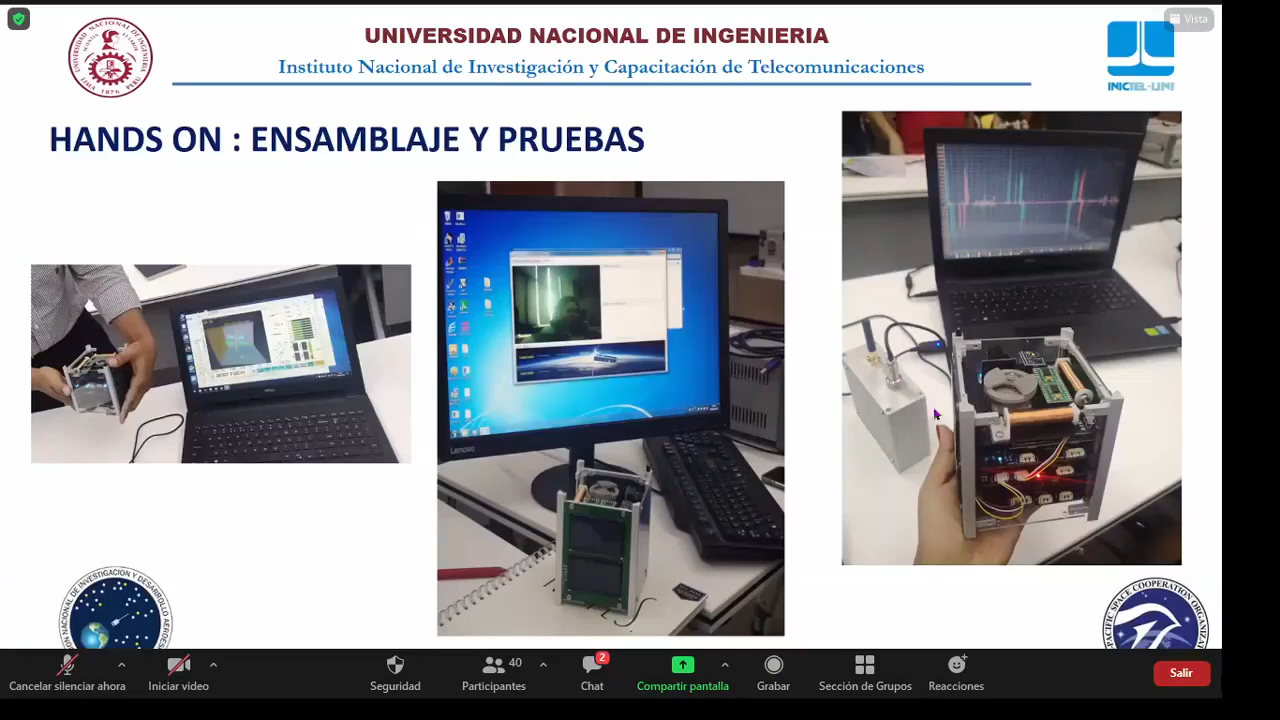 Vista
UNIVERSIDAD NACIONAL DE INGENIERIA
Instituto Nacional de Investigación y Capacitación de Telecomunicaciones
INICTEL-UNI
HANDS ON : ENSAMBLAJE Y PRUEBAS
Lenovo
Cancelar silenciar ahora
Iniciar video
Seguridad
40
Participantes
2
Chat
Compartir pantalla
Grabar
Sección de Grupos
Reacciones
Salir